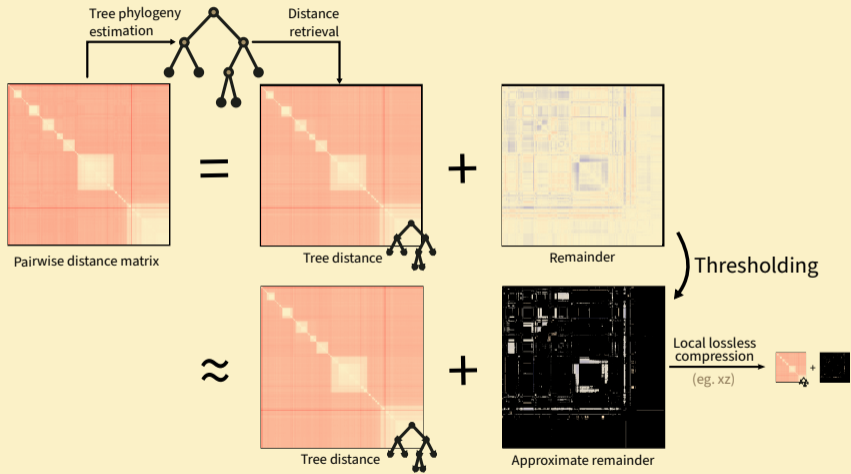 Tree phylogeny
estimation
Distance
retrieval
=
+
Pairwise distance matrix
Tree distance
Remainder
Thresholding
≈
+
Local lossless
compression
(eg. xz)
+
Tree distance
Approximate remainder